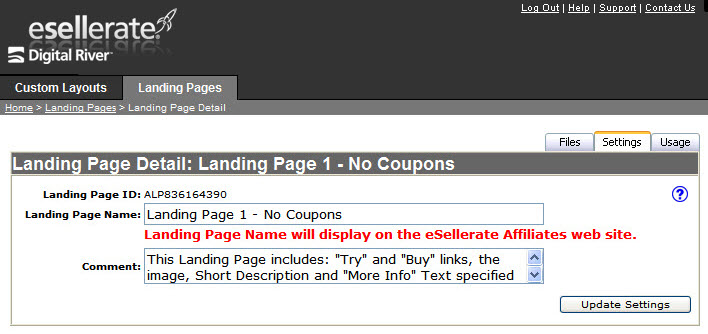 Log Out | Help | Support | Contact Us
esellerate.
Digital River
Custom Layouts Landing Pages
Home > Landing Pages > Landing Page Detail
Files Settings Usage
Landing Page Detail: Landing Page 1 - No Coupons
Landing Page ID: ALP836164390 ?
Landing Page Name: Landing Page 1 - No Coupons
Landing Page Name will display on the eSellerate Affiliates web site.
Comment: This Landing Page includes: "Try" and "Buy" links, the
image, Short Description and "More Info" Text specified
Update Settings